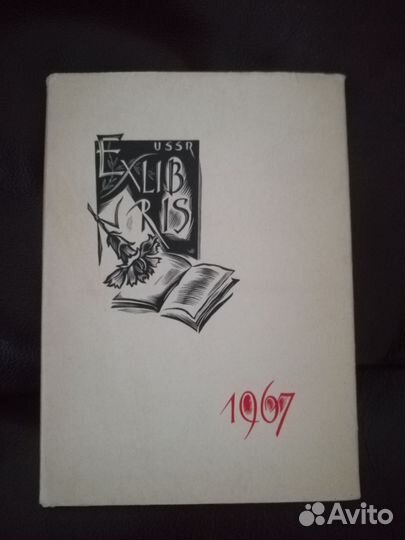 USSR
EXLIB
RIS
1967
Avito